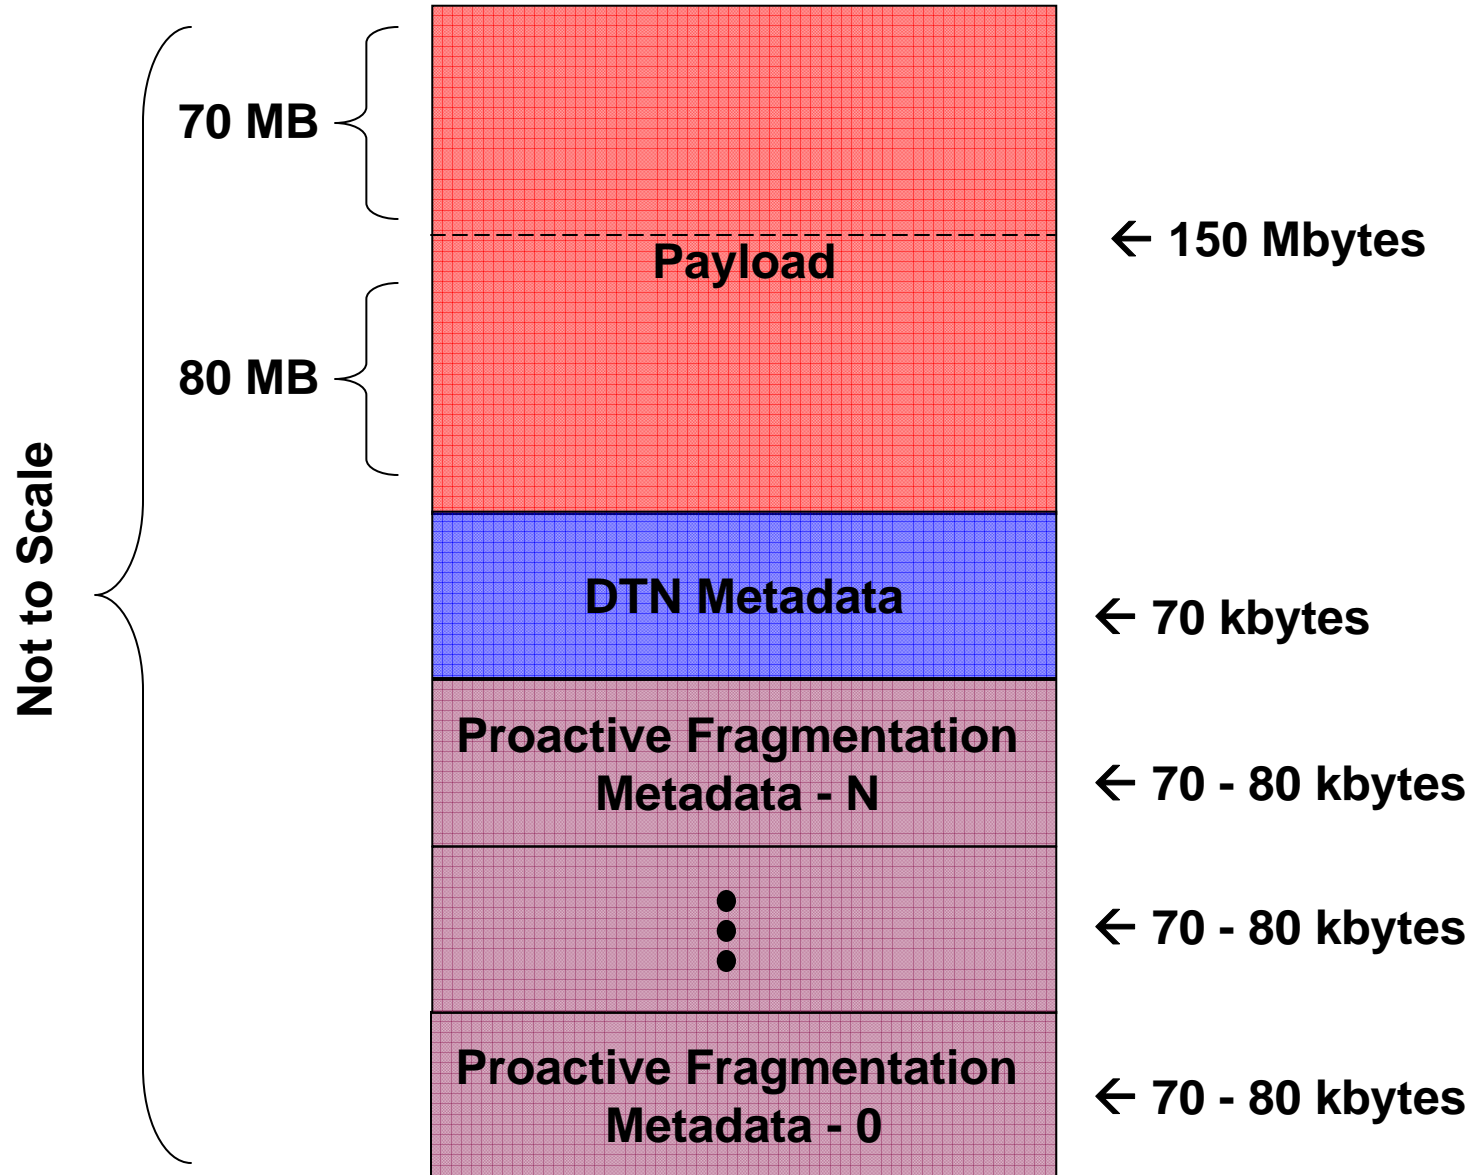 70 MB
Payload
← 150 Mbytes
80 MB
Not to Scale
DTN Metadata
← 70 kbytes
Proactive Fragmentation
Metadata - N
← 70 - 80 kbytes
← 70 - 80 kbytes
Proactive Fragmentation
Metadata - 0
← 70 - 80 kbytes